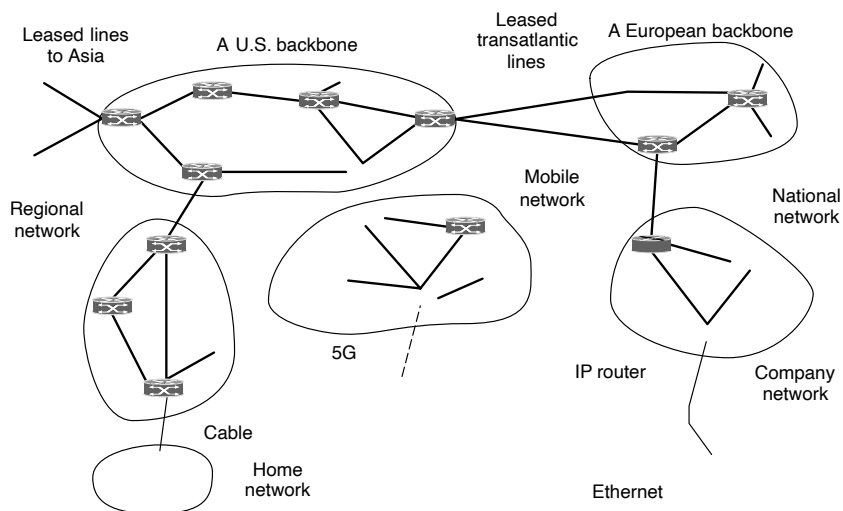 Leased lines
to Asia
A U.S. backbone
Leased
transatlantic
lines
A European backbone
Regional
network
Mobile
network
National
network
5G
IP router
Company
network
Cable
Home
network
Ethernet